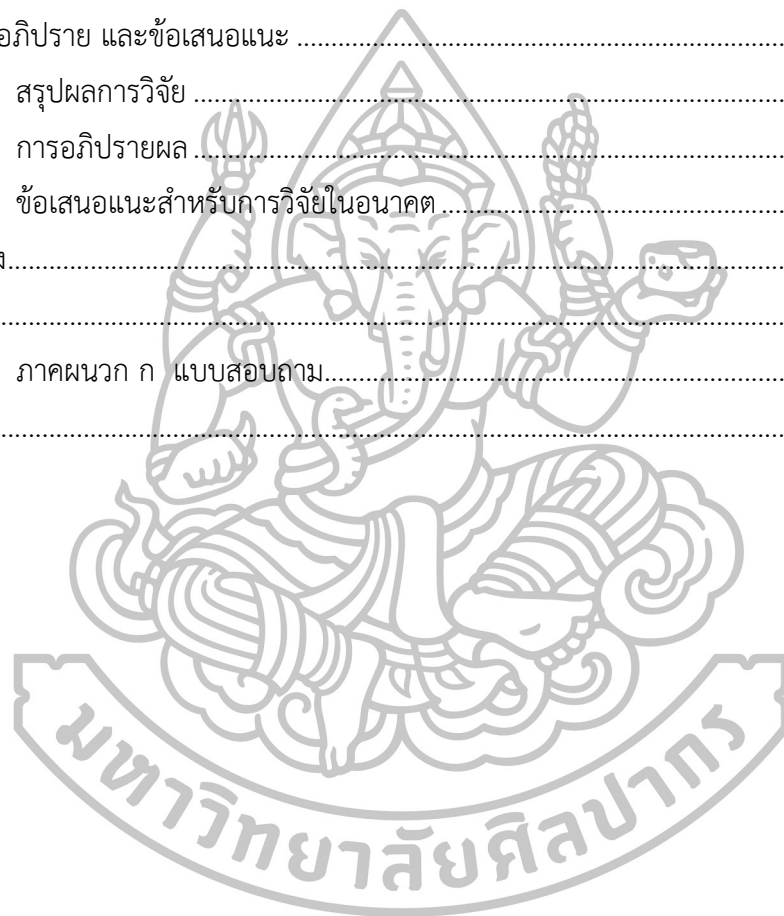 อภิปราย และข้อเสนอแนะ ................................................................
สรุปผลการวิจัย ................................................................
การอภิปรายผล ................................................................
ข้อเสนอแนะสำหรับการวิจัยในอนาคต ................................................................
................................................................
................................................................
ภาคผนวก ก แบบสอบถาม ................................................................
................................................................
มหาวิทยาลัยศิลปากร